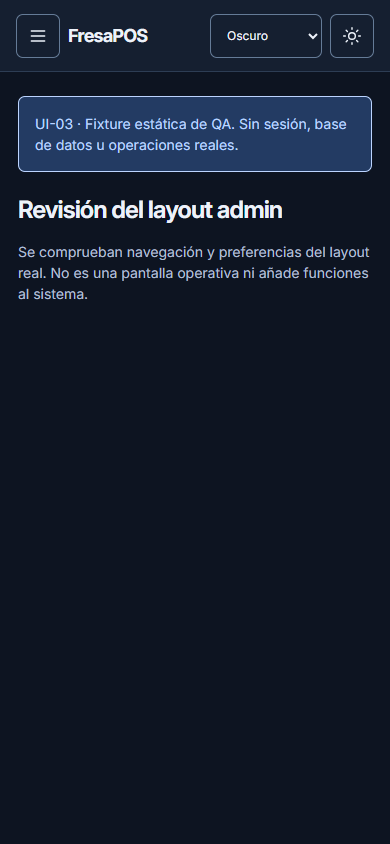 FresaPOS
Oscuro
UI-03 · Fixture estática de QA. Sin sesión, base
de datos u operaciones reales.
Revisión del layout admin
Se comprueban navegación y preferencias del layout
real. No es una pantalla operativa ni añade funciones
al sistema.